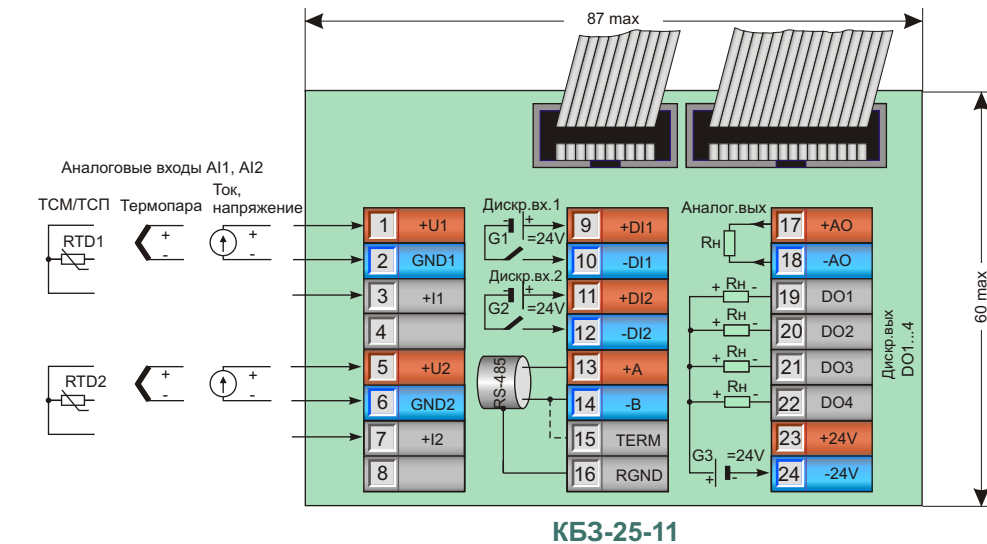 87 max
60 max
Аналоговые входы AI1, AI2
ТСМ/ТСП
Термопара
Ток,
напряжение
RTD1
+
-
+
-
RTD2
+
-
+
-
1 +U1
2 GND1
3 +I1
4
5 +U2
6 GND2
7 +I2
8
Дискр.вх.1
G1
+
=24V
Дискр.вх.2
G2
+
=24V
RS-485
9 +DI1
10 -DI1
11 +DI2
12 -DI2
13 +A
14 -B
15 TERM
16 RGND
Аналог.вых
Rн
+ Rн -
+ Rн -
+ Rн -
+ Rн -
G3
=24V
+ -
17 +AO
18 -AO
19 DO1
20 DO2
21 DO3
22 DO4
23 +24V
24 -24V
Дискр.вых
DO1...4
КБЗ-25-11